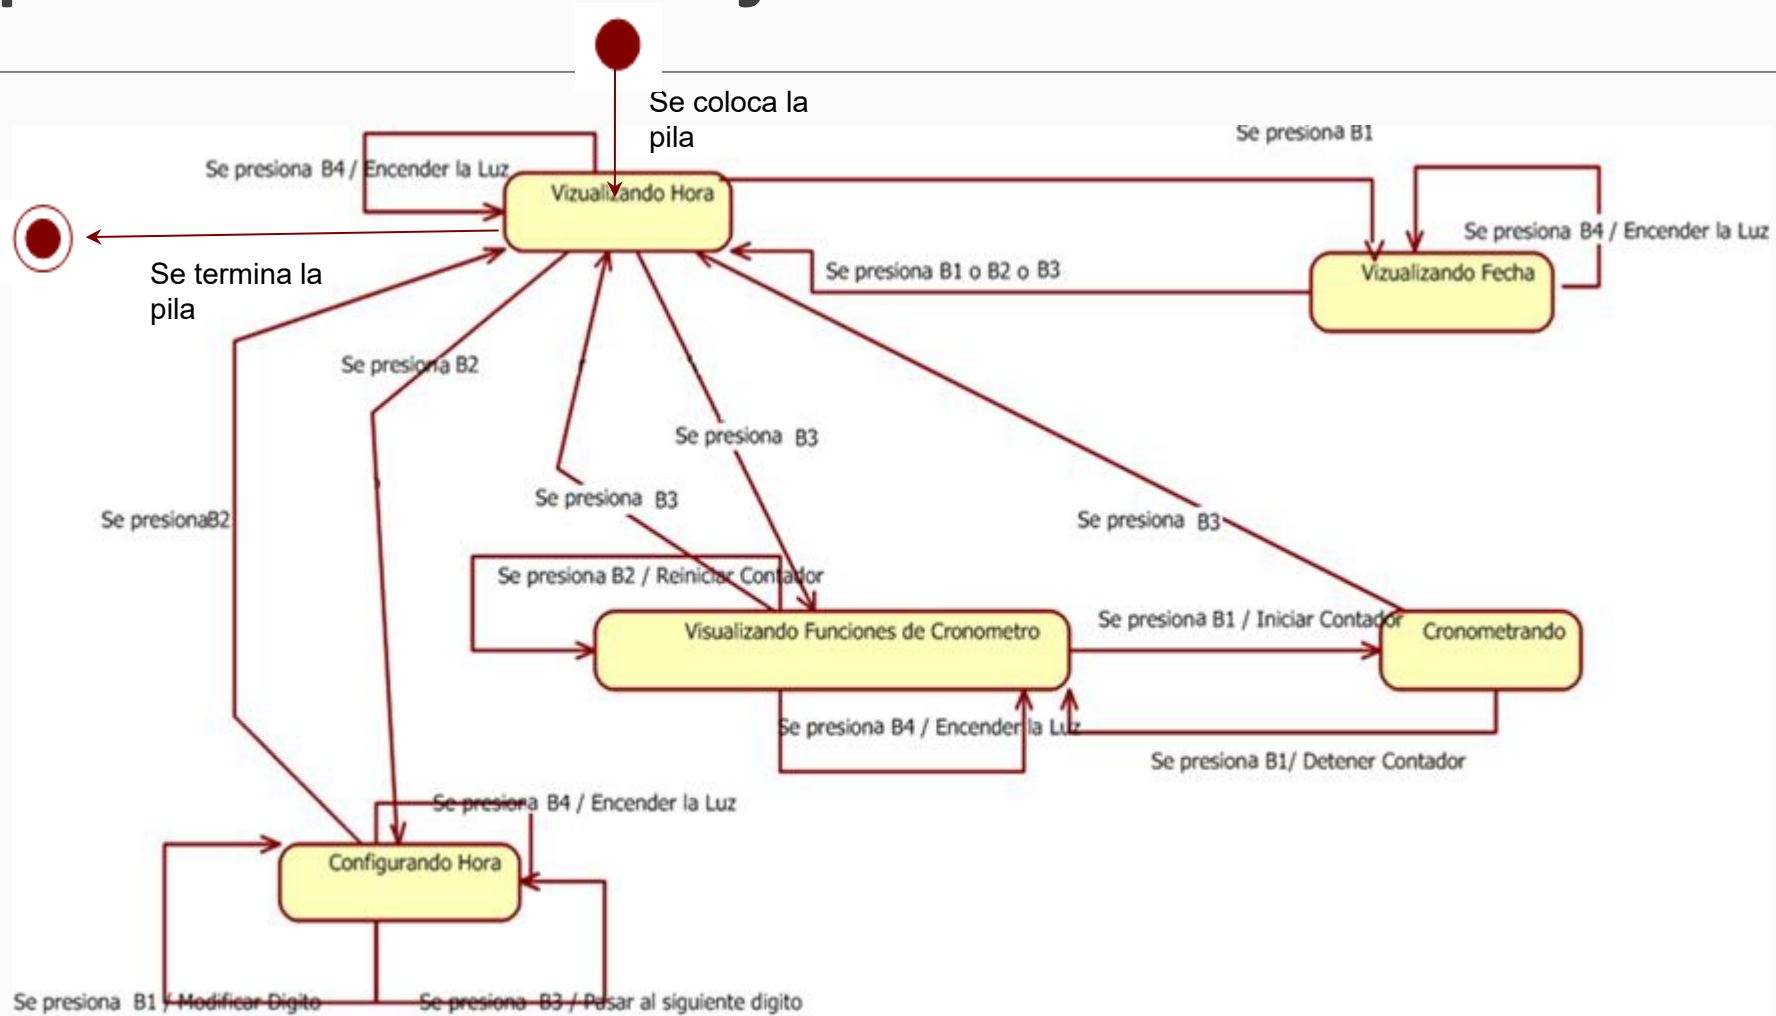 Se coloca la
pila
Se presiona B1
Se presiona B4 / Encender la Luz
Vizualizando Hora
Se presiona B4 / Encender la Luz
Se termina la
pila
Se presiona B1 o B2 o B3
Vizualizando Fecha
Se presiona B2
Se presiona B3
Se presiona B3
Se presionaB2
Se presiona B3
Se presiona B2 / Reiniciar Contador
Visualizando Funciones de Cronometro
Se presiona B1 / Iniciar Contador
Cronometrando
Se presiona B4 / Encender la Luz
Se presiona B1/ Detener Contador
Se presiona B4 / Encender la Luz
Configurando Hora
Se presiona B1 / Modificar Digito
Se presiona B3 / Pasar al siguiente digito